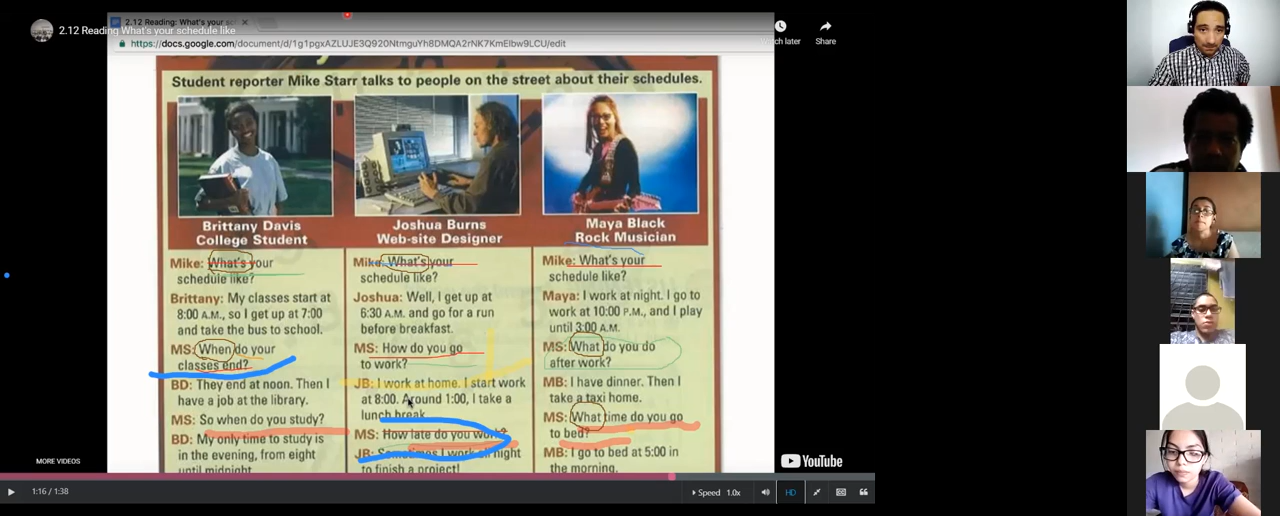 2.12 Reading: What's your sc
2.12 Reading What's your schedule like
https://docs.google.com/document/d/1g1pgxAZLUJE3Q920NtmguYh8DMQA2rNK7KmEIbw9LCU/edit
later
Share
Student reporter Mike Starr talks to people on the street about their schedules.
Brittany Davis
College Student
Mike: What's your
schedule like?
Brittany: My classes start at
8:00 A.M., so I get up at 7:00
and take the bus to school.
MS: When do your
classes end?
BD: They end at noon. Then I
have a job at the library.
MS: So when do you study?
BD: My only time to study is
in the evening, from eight
until midnight.
Joshua Burns
Web-site Designer
Mike: What's your
schedule like?
Joshua: Well, I get up at
6:30 A.M. and go for a run
before breakfast.
MS: How do you go
to work?
JB: I work at home. I start work
at 8:00. Around 1:00, I take a
lunch break.
MS: How late do you work?
JB: Sometimes I work all night
to finish a project!
Maya Black
Rock Musician
Mike: What's your
schedule like?
Maya: I work at night. I go to
work at 10:00 P.M., and I play
until 3:00 A.M.
MS: What do you do
after work?
MB: I have dinner. Then I
take a taxi home.
MS: What time do you go
to bed?
MB: I go to bed at 5:00 in
the morning.
MORE VIDEOS
YouTube
1:16 / 1:38
Speed 1.0x
HD